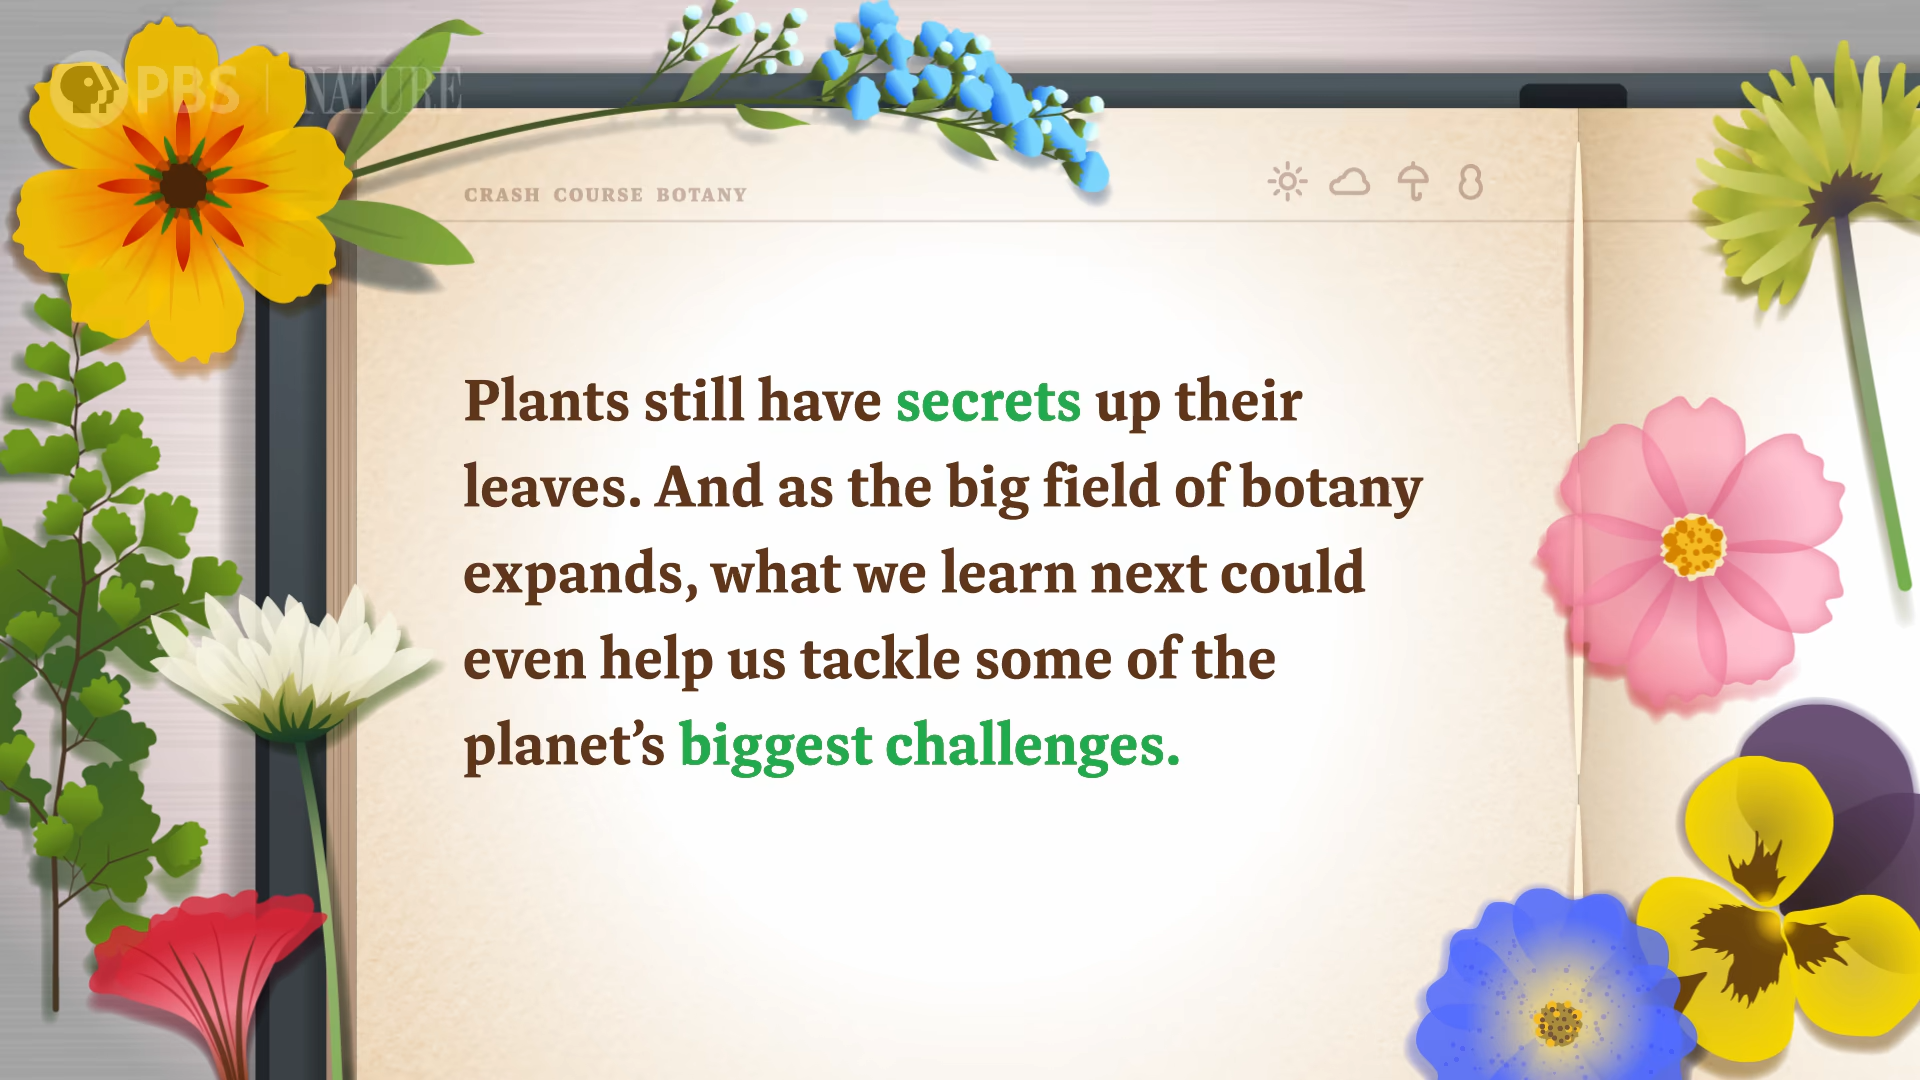 PBS | NATURE
CRASH COURSE BOTANY
Plants still have secrets up their
leaves. And as the big field of botany
expands, what we learn next could
even help us tackle some of the
planet’s biggest challenges.